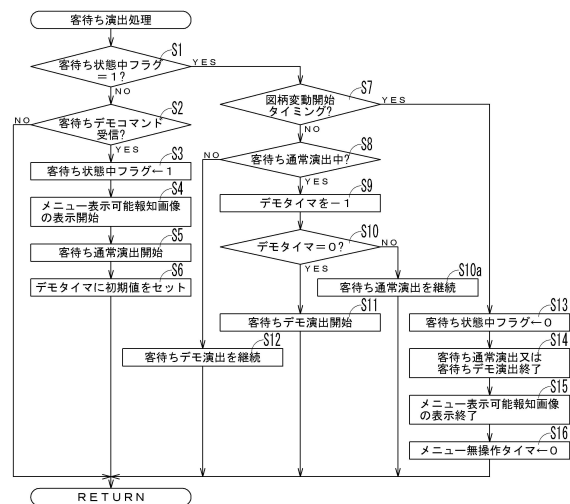 客待ち演出処理
S1
客待ち状態中フラグ
＝1？
YES
NO
S2
客待ちデモコマンド
受信？
NO
YES
S3
客待ち状態中フラグ←1
S4
メニュー表示可能報知画像
の表示開始
S5
客待ち通常演出開始
S6
デモタイマに初期値をセット
S7
図柄変動開始
タイミング？
YES
NO
S8
客待ち通常演出中？
NO
YES
S9
デモタイマを－1
S10
デモタイマ＝0？
NO
YES
S10a
客待ち通常演出を継続
S11
客待ちデモ演出開始
S12
客待ちデモ演出を継続
S13
客待ち状態中フラグ←0
S14
客待ち通常演出又は
客待ちデモ演出終了
S15
メニュー表示可能報知画像
の表示終了
S16
メニュー無操作タイマ←0
RETURN